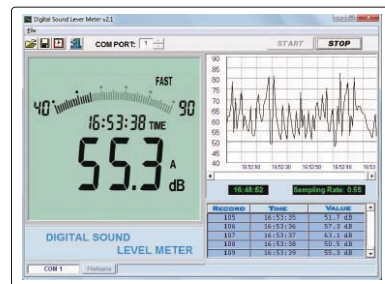 Digital Sound Lever Meter v2.1
File
COM PORT: 1
START
STOP
FAST
40
90
16:53:38 TIME
55.3 A dB
DIGITAL SOUND
LEVEL METER
90
85
80
75
70
65
60
55
50
45
40
16:48:52
Sampling Rate: 0.5S
RECORD TIME VALUE
105 16:53:35 51.7 dB
106 16:53:36 57.3 dB
107 16:53:37 63.1 dB
108 16:53:38 50.5 dB
109 16:53:39 55.3 dB
COM 1
Filename